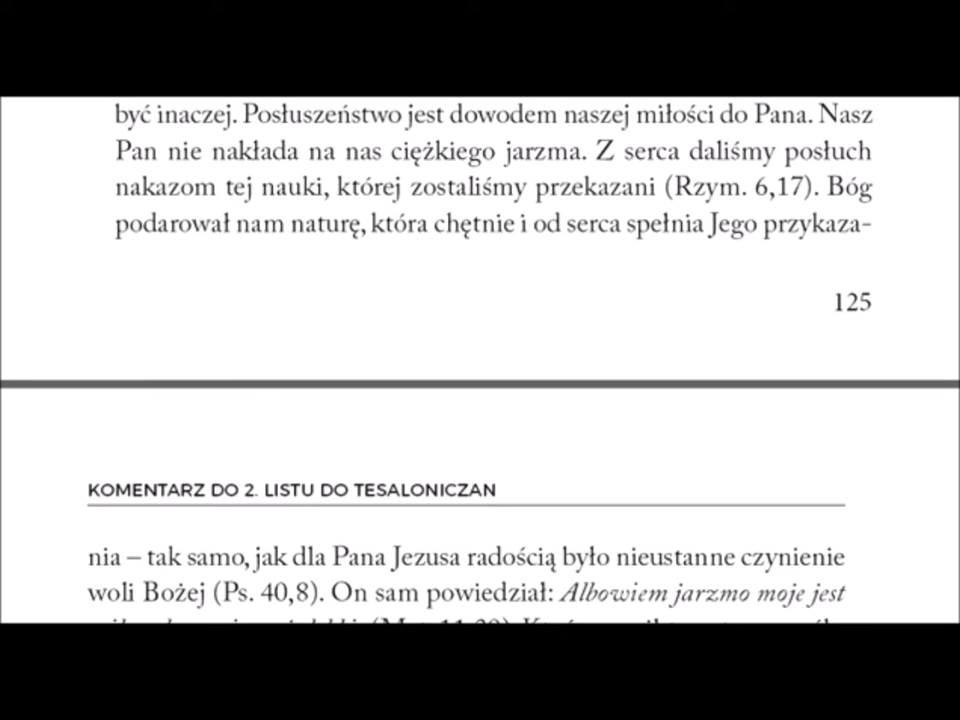 być inaczej. Posłuszeństwo jest dowodem naszej miłości do Pana. Nasz
Pan nie nakłada na nas ciężkiego jarzma. Z serca daliśmy posłuch
nakazom tej nauki, której zostaliśmy przekazani (Rzym. 6,17). Bóg
podarował nam naturę, która chętnie i od serca spełnia Jego przykaza-
125
KOMENTARZ DO 2. LISTU DO TESALONICZAN
nia – tak samo, jak dla Pana Jezusa radością było nieustanne czynienie
woli Bożej (Ps. 40,8). On sam powiedział: Albowiem jarzmo moje jest